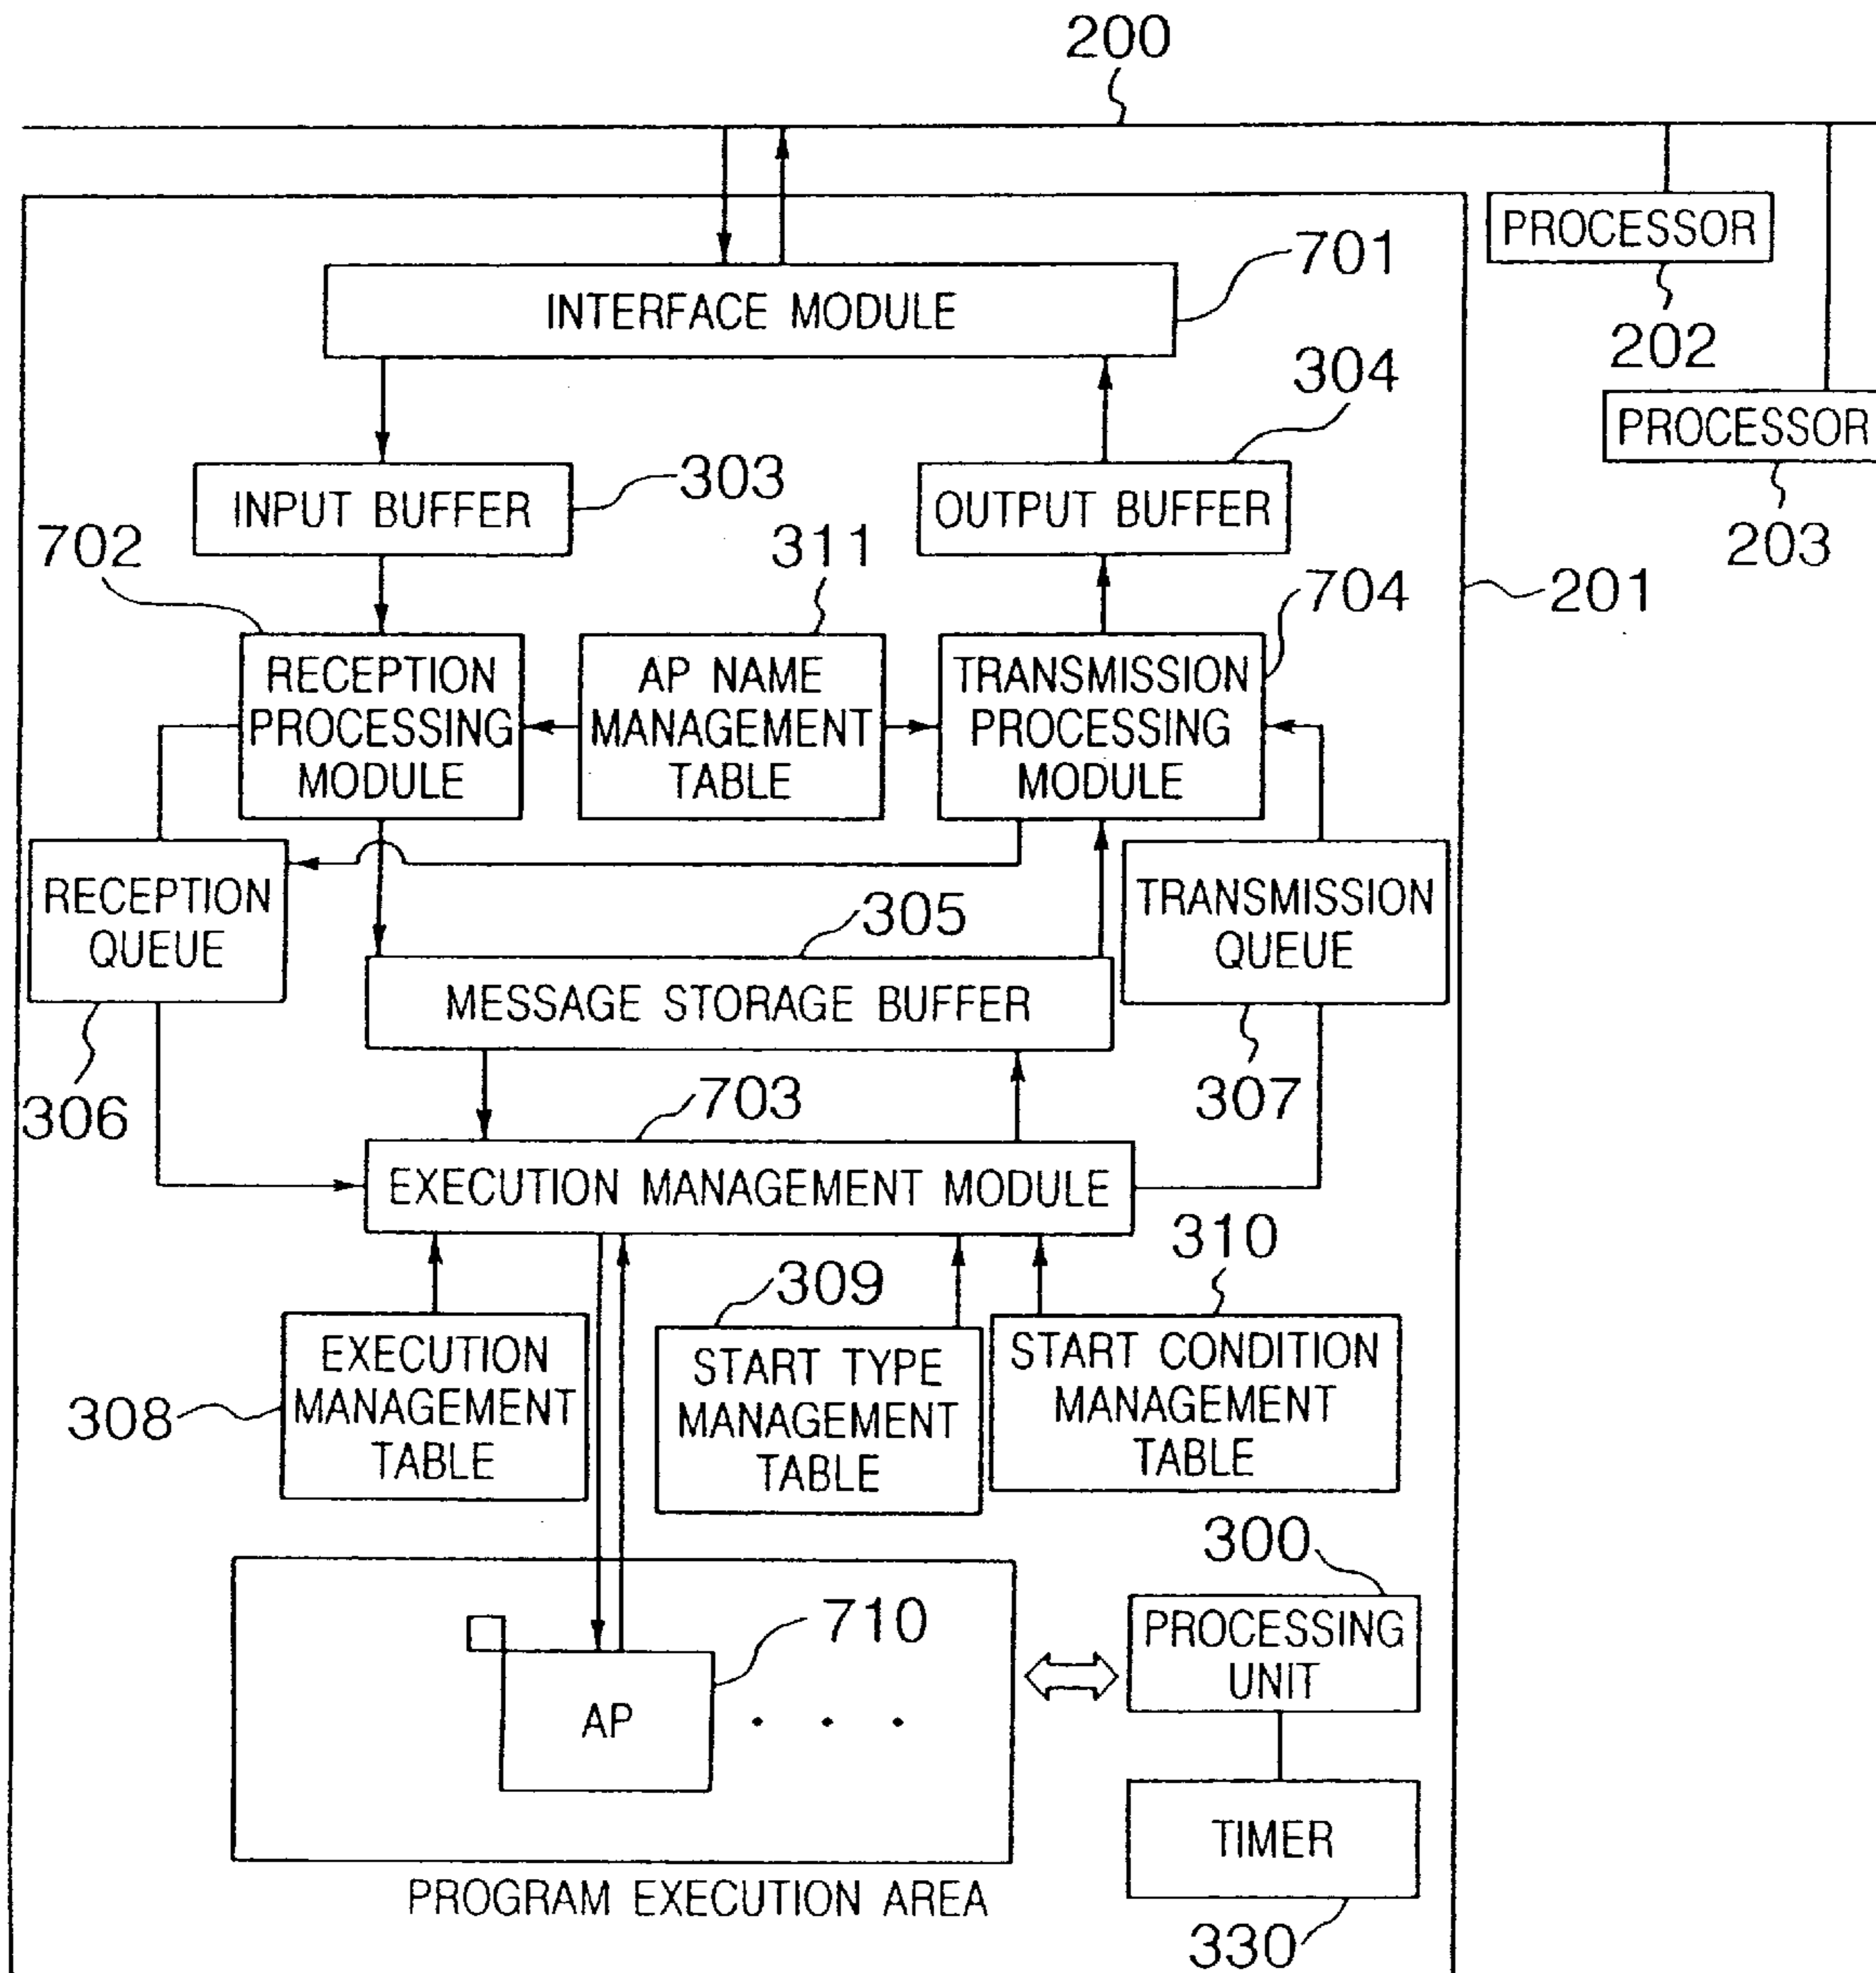 200
PROCESSOR
202
PROCESSOR
203
701
INTERFACE MODULE
304
303
INPUT BUFFER
OUTPUT BUFFER
702
311
704
201
RECEPTION
PROCESSING
MODULE
AP NAME
MANAGEMENT
TABLE
TRANSMISSION
PROCESSING
MODULE
RECEPTION
QUEUE
306
305
MESSAGE STORAGE BUFFER
TRANSMISSION
QUEUE
307
703
EXECUTION MANAGEMENT MODULE
308
EXECUTION
MANAGEMENT
TABLE
309
START TYPE
MANAGEMENT
TABLE
310
START CONDITION
MANAGEMENT
TABLE
710
AP
PROGRAM EXECUTION AREA
300
PROCESSING
UNIT
TIMER
330